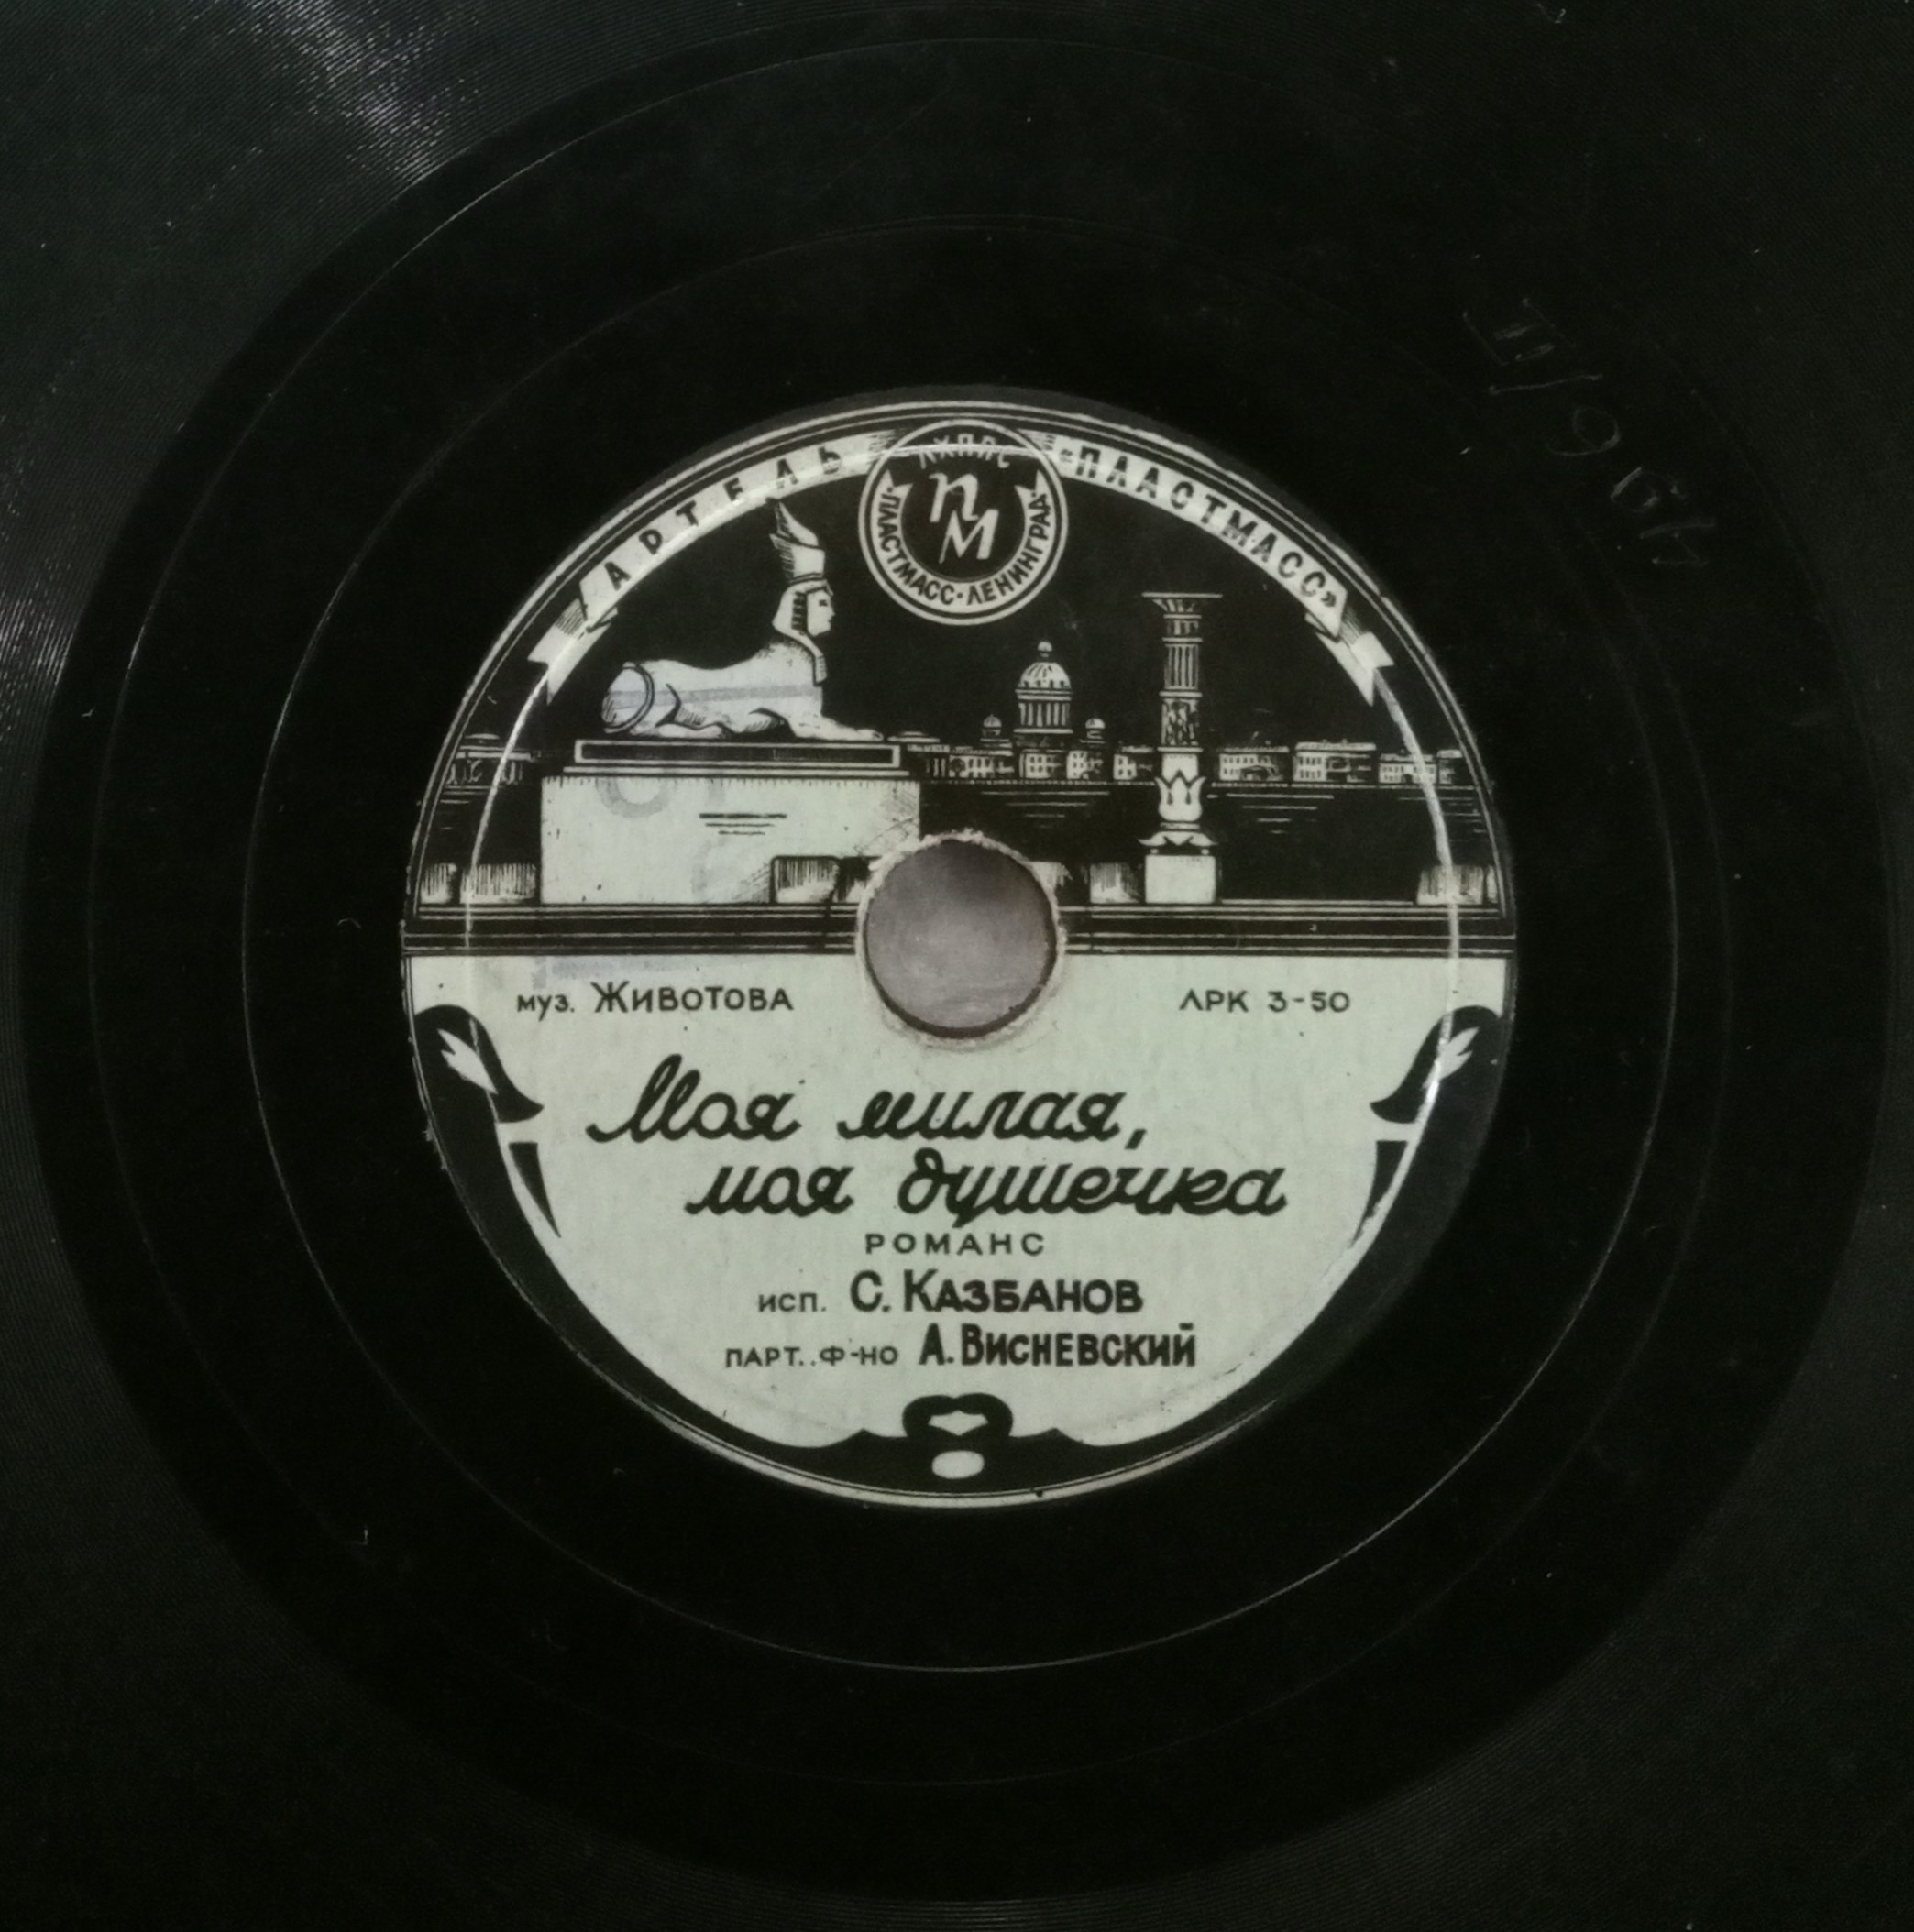 АРТЕЛЬ «ПЛАСТМАСС»
ЛХППС
ПМ
ПЛАСТМАСС · ЛЕНИНГРАД
муз. ЖИВОТОВА
ЛРК 3-50
Моя милая,
моя душечка
РОМАНС
ИСП. С. КАЗБАНОВ
ПАРТ. Ф-НО А. ВИСНЕВСКИЙ